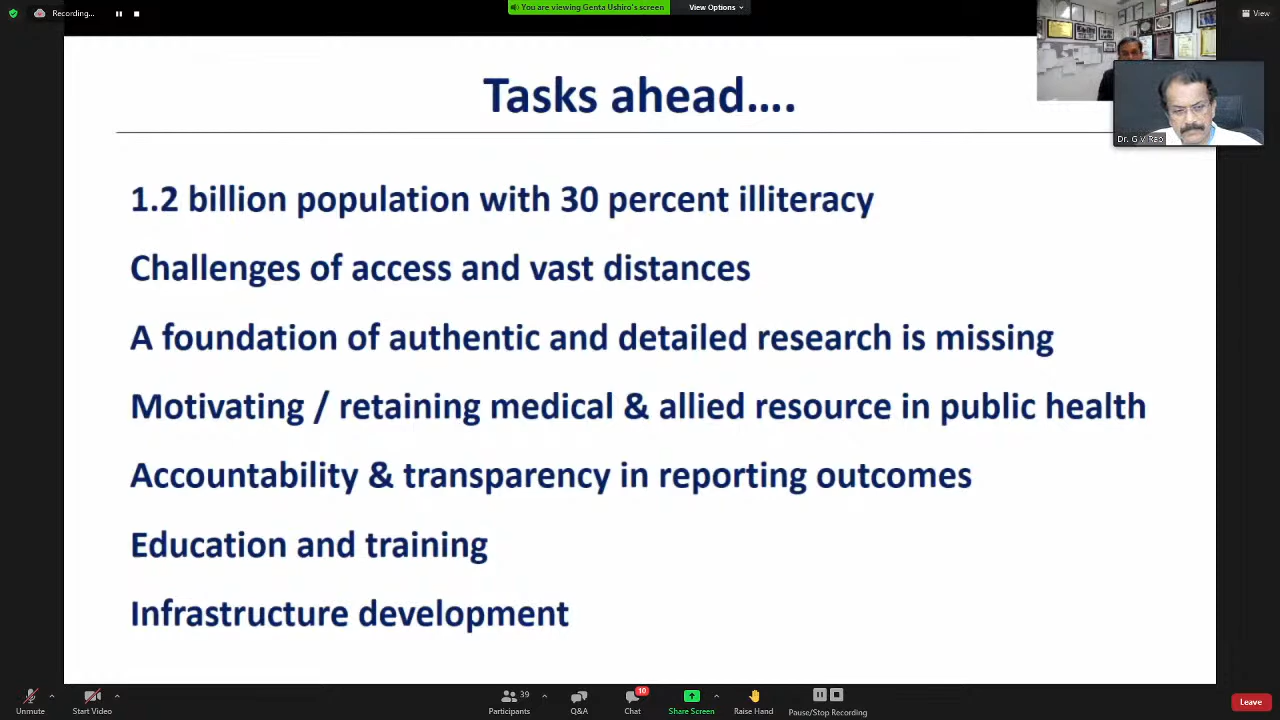 Recording...
You are viewing Genta Ushiro's screen
View Options
View
Tasks ahead....
Dr. G V Rao
1.2 billion population with 30 percent illiteracy
Challenges of access and vast distances
A foundation of authentic and detailed research is missing
Motivating / retaining medical & allied resource in public health
Accountability & transparency in reporting outcomes
Education and training
Infrastructure development
Unmute
Start Video
39
Participants
Q&A
10
Chat
Share Screen
Raise Hand
Pause/Stop Recording
Leave